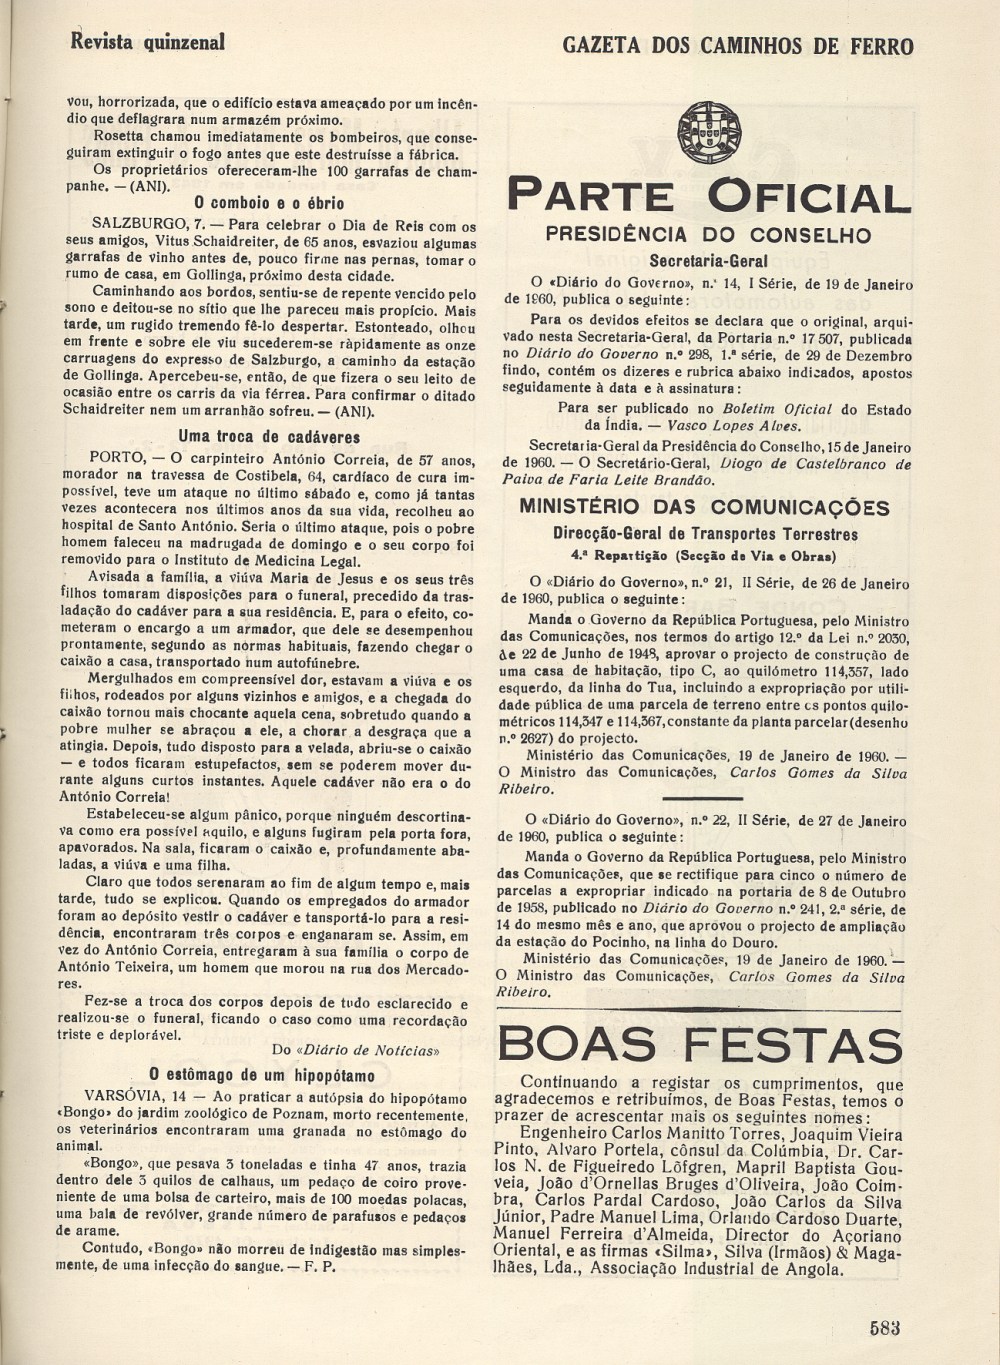 Revista quinzenal
GAZETA DOS CAMINHOS DE FERRO
vou, horrorizada, que o edifício estava ameaçado por um incên-
dio que deflagrara num armazém próximo.
Rosetta chamou imediatamente os bombeiros, que conse-
guiram extinguir o fogo antes que este destruísse a fábrica.
Os proprietários ofereceram-lhe 100 garrafas de cham-
panhe. — (ANI).
O comboio e o ébrio
SALZBURGO, 7. — Para celebrar o Dia de Reis com os
seus amigos, Vitus Schaidreiter, de 65 anos, esvaziou algumas
garrafas de vinho antes de, pouco firme nas pernas, tomar o
rumo de casa, em Gollinga, próximo desta cidade.
Caminhando aos bordos, sentiu-se de repente vencido pelo
sono e deitou-se no sítio que lhe pareceu mais propício. Mais
tarde, um rugido tremendo fê-lo despertar. Estonteado, olhou
em frente e sobre ele viu sucederem-se ràpidamente as onze
carruagens do expresso de Salzburgo, a caminho da estação
de Gollinga. Apercebeu-se, então, de que fizera o seu leito de
ocasião entre os carris da via férrea. Para confirmar o ditado
Schaidreiter nem um arranhão sofreu. — (ANI).
Uma troca de cadáveres
PORTO, — O carpinteiro António Correia, de 57 anos,
morador na travessa de Costibela, 64, cardíaco de cura im-
possível, teve um ataque no último sábado e, como já tantas
vezes acontecera nos últimos anos da sua vida, recolheu ao
hospital de Santo António. Seria o último ataque, pois o pobre
homem faleceu na madrugada de domingo e o seu corpo foi
removido para o Instituto de Medicina Legal.
Avisada a família, a viúva Maria de Jesus e os seus três
filhos tomaram disposições para o funeral, precedido da tras-
ladação do cadáver para a sua residência. E, para o efeito, co-
meteram o encargo a um armador, que dele se desempenhou
prontamente, segundo as normas habituais, fazendo chegar o
caixão a casa, transportado num autofúnebre.
Mergulhados em compreensível dor, estavam a viúva e os
filhos, rodeados por alguns vizinhos e amigos, e a chegada do
caixão tornou mais chocante aquela cena, sobretudo quando a
pobre mulher se abraçou a ele, a chorar a desgraça que a
atingia. Depois, tudo disposto para a velada, abriu-se o caixão
— e todos ficaram estupefactos, sem se poderem mover du-
rante alguns curtos instantes. Aquele cadáver não era o do
António Correia!
Estabeleceu-se algum pânico, porque ninguém descortina-
va como era possível aquilo, e alguns fugiram pela porta fora,
apavorados. Na sala, ficaram o caixão e, profundamente aba-
ladas, a viúva e uma filha.
Claro que todos serenaram ao fim de algum tempo e, mais
tarde, tudo se explicou. Quando os empregados do armador
foram ao depósito vestir o cadáver e tansportá-lo para a resi-
dência, encontraram três corpos e enganaram se. Assim, em
vez do António Correia, entregaram à sua família o corpo de
António Teixeira, um homem que morou na rua dos Mercado-
res.
Fez-se a troca dos corpos depois de tudo esclarecido e
realizou-se o funeral, ficando o caso como uma recordação
triste e deplorável.
Do «Diário de Notícias»
O estômago de um hipopótamo
VARSÓVIA, 14 — Ao praticar a autópsia do hipopótamo
«Bongo» do jardim zoológico de Poznam, morto recentemente,
os veterinários encontraram uma granada no estômago do
animal.
«Bongo», que pesava 3 toneladas e tinha 47 anos, trazia
dentro dele 3 quilos de calhaus, um pedaço de coiro prove-
niente de uma bolsa de carteiro, mais de 100 moedas polacas,
uma bala de revólver, grande número de parafusos e pedaços
de arame.
Contudo, «Bongo» não morreu de indigestão mas simples-
mente, de uma infecção do sangue. — F. P.
PARTE OFICIAL
PRESIDÊNCIA DO CONSELHO
Secretaria-Geral
O «Diário do Governo», n.º 14, I Série, de 19 de Janeiro
de 1960, publica o seguinte:
Para os devidos efeitos se declara que o original, arqui-
vado nesta Secretaria-Geral, da Portaria n.º 17 507, publicada
no Diário do Governo n.º 298, 1.ª série, de 29 de Dezembro
findo, contém os dizeres e rubrica abaixo indicados, apostos
seguidamente à data e à assinatura:
Para ser publicado no Boletim Oficial do Estado
da Índia. — Vasco Lopes Alves.
Secretaria-Geral da Presidência do Conselho, 15 de Janeiro
de 1960. — O Secretário-Geral, Diogo de Castelbranco de
Paiva de Faria Leite Brandão.
MINISTÉRIO DAS COMUNICAÇÕES
Direcção-Geral de Transportes Terrestres
4.ª Repartição (Secção de Via e Obras)
O «Diário do Governo», n.º 21, II Série, de 26 de Janeiro
de 1960, publica o seguinte:
Manda o Governo da República Portuguesa, pelo Ministro
das Comunicações, nos termos do artigo 12.º da Lei n.º 2030,
de 22 de Junho de 1948, aprovar o projecto de construção de
uma casa de habitação, tipo C, ao quilómetro 114,357, lado
esquerdo, da linha do Tua, incluindo a expropriação por utili-
dade pública de uma parcela de terreno entre os pontos quilo-
métricos 114,347 e 114,367, constante da planta parcelar (desenho
n.º 2627) do projecto.
Ministério das Comunicações, 19 de Janeiro de 1960. —
O Ministro das Comunicações, Carlos Gomes da Silva
Ribeiro.
O «Diário do Governo», n.º 22, II Série, de 27 de Janeiro
de 1960, publica o seguinte:
Manda o Governo da República Portuguesa, pelo Ministro
das Comunicações, que se rectifique para cinco o número de
parcelas a expropriar indicado na portaria de 8 de Outubro
de 1958, publicado no Diário do Governo n.º 241, 2.ª série, de
14 do mesmo mês e ano, que aprovou o projecto de ampliação
da estação do Pocinho, na linha do Douro.
Ministério das Comunicações, 19 de Janeiro de 1960. —
O Ministro das Comunicações, Carlos Gomes da Silva
Ribeiro.
BOAS FESTAS
Continuando a registar os cumprimentos, que
agradecemos e retribuímos, de Boas Festas, temos o
prazer de acrescentar mais os seguintes nomes:
Engenheiro Carlos Manitto Torres, Joaquim Vieira
Pinto, Alvaro Portela, cônsul da Colúmbia, Dr. Car-
los N. de Figueiredo Lôfgren, Mapril Baptista Gou-
veia, João d'Ornellas Bruges d'Oliveira, João Coim-
bra, Carlos Pardal Cardoso, João Carlos da Silva
Júnior, Padre Manuel Lima, Orlando Cardoso Duarte,
Manuel Ferreira d'Almeida, Director do Açoriano
Oriental, e as firmas «Silma», Silva (Irmãos) & Maga-
lhães, Lda., Associação Industrial de Angola.
583